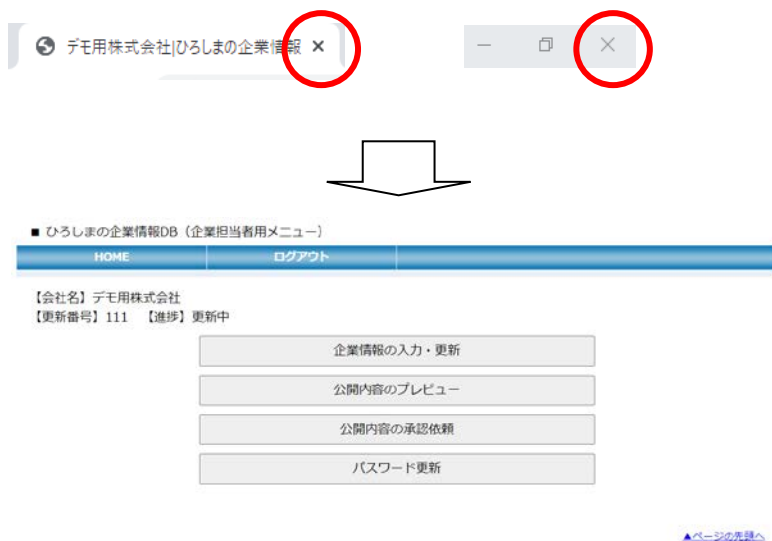 デモ用株式会社|ひろしまの企業情報
■ ひろしまの企業情報DB（企業担当者用メニュー）
HOME ログアウト
【会社名】デモ用株式会社
【更新番号】111 【進捗】更新中
企業情報の入力・更新
公開内容のプレビュー
公開内容の承認依頼
パスワード更新
▲ページの先頭へ